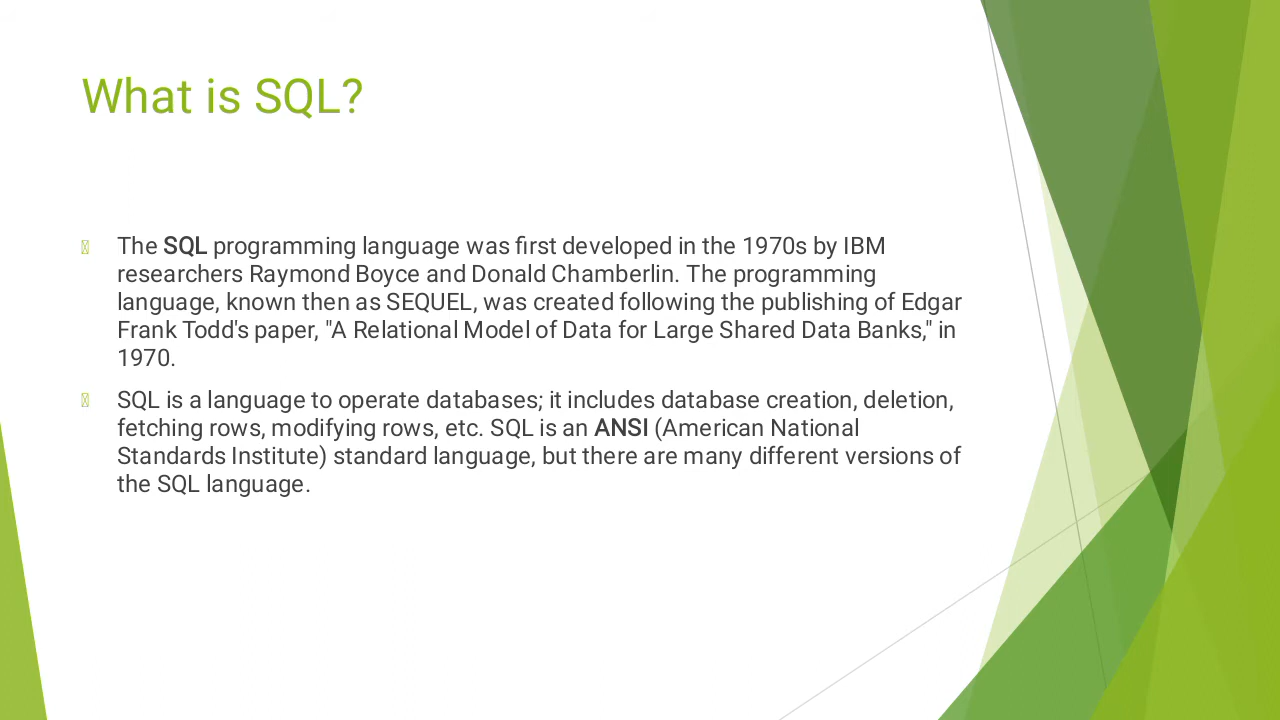 What is SQL?
The SQL programming language was first developed in the 1970s by IBM
researchers Raymond Boyce and Donald Chamberlin. The programming
language, known then as SEQUEL, was created following the publishing of Edgar
Frank Todd's paper, "A Relational Model of Data for Large Shared Data Banks," in
1970.
SQL is a language to operate databases; it includes database creation, deletion,
fetching rows, modifying rows, etc. SQL is an ANSI (American National
Standards Institute) standard language, but there are many different versions of
the SQL language.